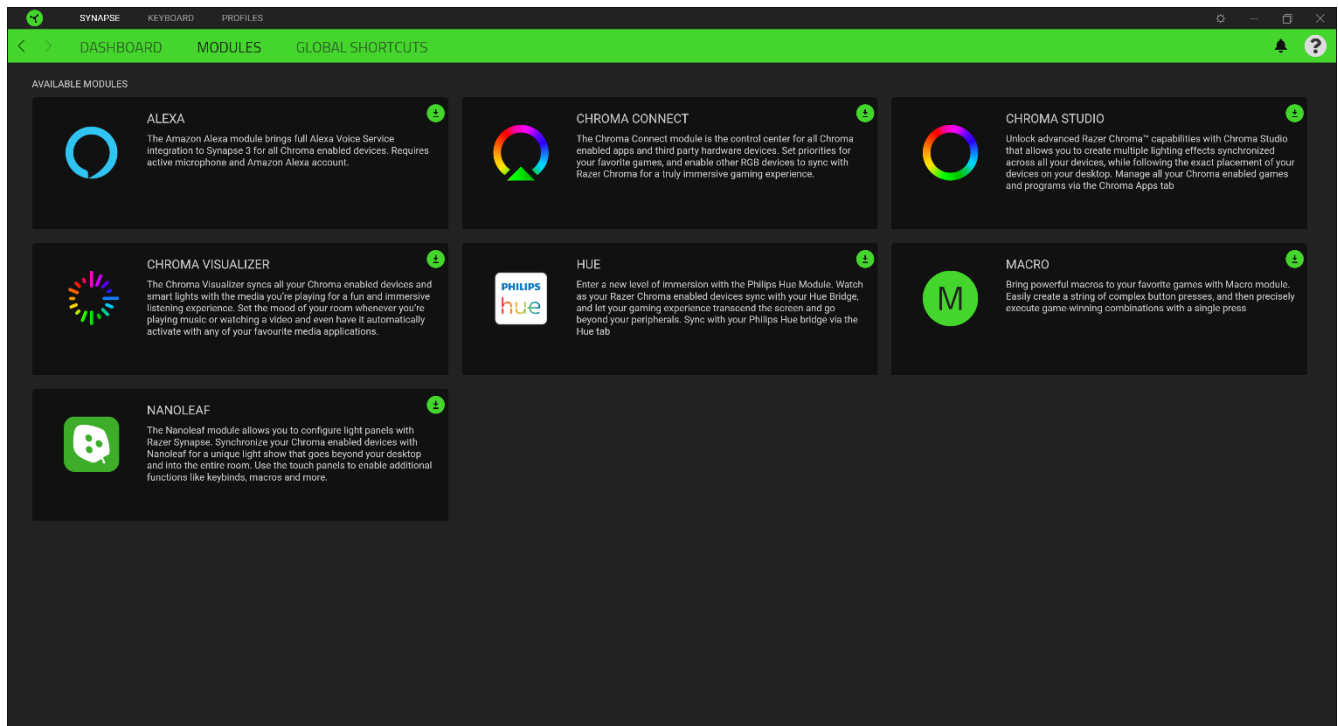 SYNAPSE KEYBOARD PROFILES
DASHBOARD MODULES GLOBAL SHORTCUTS ?
AVAILABLE MODULES
ALEXA
The Amazon Alexa module brings full Alexa Voice Service
integration to Synapse 3 for all Chroma enabled devices. Requires
active microphone and Amazon Alexa account.
CHROMA CONNECT
The Chroma Connect module is the control center for all Chroma
enabled apps and third party hardware devices. Set priorities for
your favorite games, and enable other RGB devices to sync with
Razer Chroma for a truly immersive gaming experience.
CHROMA STUDIO
Unlock advanced Razer Chroma™ capabilities with Chroma Studio
that allows you to create multiple lighting effects synchronized
across all your devices, while following the exact placement of your
devices on your desktop. Manage all your Chroma enabled games
and programs via the Chroma Apps tab
CHROMA VISUALIZER
The Chroma Visualizer syncs all your Chroma enabled devices and
smart lights with the media you're playing for a fun and immersive
listening experience. Set the mood of your room whenever you're
playing music or watching a video and even have it automatically
activate with any of your favourite media applications.
PHILIPS
hue
HUE
Enter a new level of immersion with the Philips Hue Module. Watch
as your Razer Chroma enabled devices sync with your Hue Bridge,
and let your gaming experience transcend the screen and go
beyond your peripherals. Sync with your Philips Hue bridge via the
Hue tab
M
MACRO
Bring powerful macros to your favorite games with Macro module.
Easily create a string of complex button presses, and then precisely
execute game-winning combinations with a single press
NANOLEAF
The Nanoleaf module allows you to configure light panels with
Razer Synapse. Synchronize your Chroma enabled devices with
Nanoleaf for a unique light show that goes beyond your desktop
and into the entire room. Use the touch panels to enable additional
functions like keybinds, macros and more.